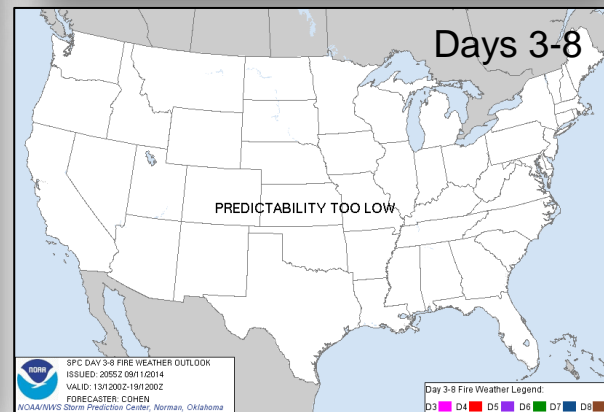 Days 3-8
PREDICTABILITY TOO LOW
NOAA
SPC DAY 3-8 FIRE WEATHER OUTLOOK
ISSUED: 2055Z 09/11/2014
VALID: 13/1200Z-19/1200Z
FORECASTER: COHEN
NOAA/NWS Storm Prediction Center, Norman, Oklahoma
Day 3-8 Fire Weather Legend:
D3 D4 D5 D6 D7 D8